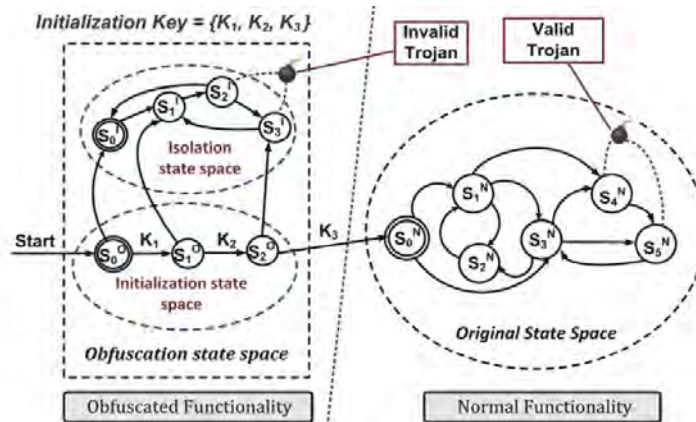 Initialization Key = {K₁, K₂, K₃}
Invalid
Trojan
Valid
Trojan
S₀ᴵ
S₁ᴵ
S₂ᴵ
S₃ᴵ
Isolation
state space
Start
S₀ᴼ
K₁
S₁ᴼ
K₂
S₂ᴼ
K₃
Initialization state
space
Obfuscation state space
S₀ᴺ
S₁ᴺ
S₂ᴺ
S₃ᴺ
S₄ᴺ
S₅ᴺ
Original State Space
Obfuscated Functionality
Normal Functionality